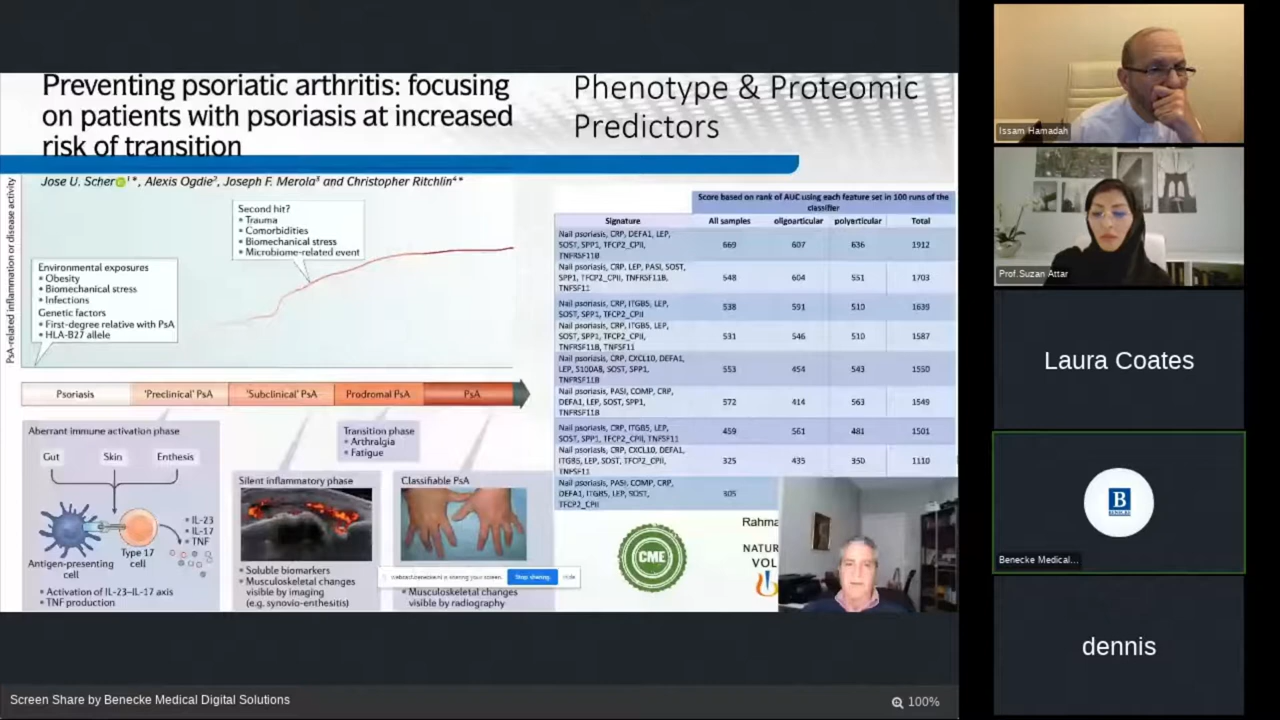 Preventing psoriatic arthritis: focusing
on patients with psoriasis at increased
risk of transition
Jose U. Scher 1*, Alexis Ogdie2, Joseph F. Merola3 and Christopher Ritchlin4*
PsA-related inflammation or disease activity
Second hit?
• Trauma
• Comorbidities
• Biomechanical stress
• Microbiome-related event
Environmental exposures
• Obesity
• Biomechanical stress
• Infections
Genetic factors
• First-degree relative with PsA
• HLA-B27 allele
Psoriasis
'Preclinical' PsA
'Subclinical' PsA
Prodromal PsA
PsA
Aberrant immune activation phase
Gut
Skin
Enthesis
• IL-23
• IL-17
• TNF
Antigen-presenting
cell
Type 17
cell
• Activation of IL-23–IL-17 axis
• TNF production
Transition phase
• Arthralgia
• Fatigue
Silent inflammatory phase
• Soluble biomarkers
• Musculoskeletal changes
visible by imaging
(e.g. synovio-enthesitis)
Classifiable PsA
• Musculoskeletal changes
visible by radiography
is sharing your screen.
Stop sharing
Hide
Phenotype & Proteomic
Predictors
Score based on rank of AUC using each feature set in 100 runs of the
classifier
Signature All samples oligoarticular polyarticular Total
Nail psoriasis, CRP, DEFA1, LEP,
SOST, SPP1, TFCP2_CPII,
TNFRSF11B
669 607 636 1912
Nail psoriasis, CRP, LEP, PASI, SOST,
SPP1, TFCP2_CPII, TNFRSF11B,
TNFSF11
548 604 551 1703
Nail psoriasis, CRP, ITGB5, LEP,
SOST, SPP1, TFCP2_CPII
538 591 510 1639
Nail psoriasis, CRP, ITGB5, LEP,
SOST, SPP1, TFCP2_CPII,
TNFRSF11B, TNFSF11
531 546 510 1587
Nail psoriasis, CRP, CXCL10, DEFA1,
LEP, S100A8, SOST, SPP1,
TNFRSF11B
553 454 543 1550
Nail psoriasis, PASI, COMP, CRP,
DEFA1, LEP, SOST, SPP1,
TNFRSF11B
572 414 563 1549
Nail psoriasis, CRP, ITGB5, LEP,
SOST, SPP1, TFCP2_CPII, TNFSF11
459 561 481 1501
Nail psoriasis, CRP, CXCL10, DEFA1,
ITGB5, LEP, SOST, TFCP2_CPII,
TNFSF11
325 435 350 1110
Nail psoriasis, PASI, COMP, CRP,
DEFA1, ITGB5, LEP, SOST,
TFCP2_CPII
305
CME
Rahma
NATUR
VOL
Issam Hamadah
Prof.Suzan Attar
Laura Coates
B
BENECKE
Benecke Medical...
dennis
Screen Share by Benecke Medical Digital Solutions
100%